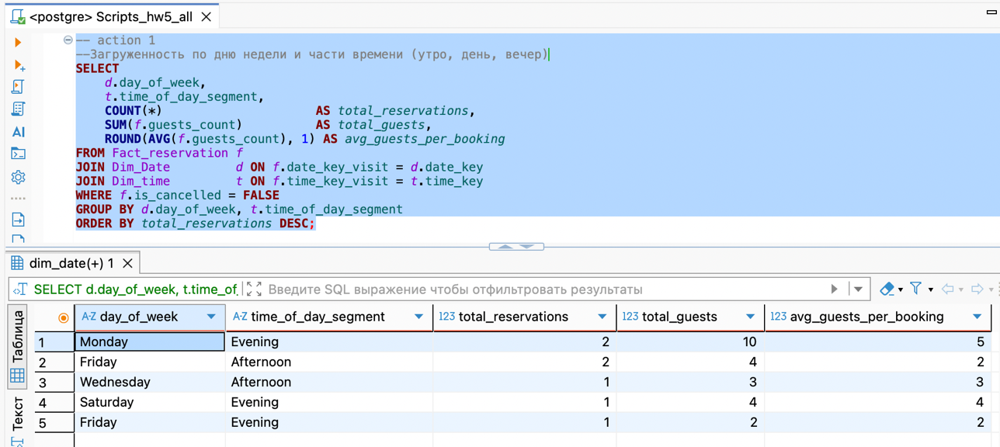 <postgre> Scripts_hw5_all
-- action 1
--Загруженность по дню недели и части времени (утро, день, вечер)
SELECT
d.day_of_week,
t.time_of_day_segment,
COUNT(*) AS total_reservations,
SUM(f.guests_count) AS total_guests,
ROUND(AVG(f.guests_count), 1) AS avg_guests_per_booking
FROM Fact_reservation f
JOIN Dim_Date d ON f.date_key_visit = d.date_key
JOIN Dim_time t ON f.time_key_visit = t.time_key
WHERE f.is_cancelled = FALSE
GROUP BY d.day_of_week, t.time_of_day_segment
ORDER BY total_reservations DESC;
AI
dim_date(+) 1
SELECT d.day_of_week, t.time_of Введите SQL выражение чтобы отфильтровать результаты
Таблица
Текст
A-Z day_of_week A-Z time_of_day_segment 123 total_reservations 123 total_guests 123 avg_guests_per_booking
1 Monday Evening 2 10 5
2 Friday Afternoon 2 4 2
3 Wednesday Afternoon 1 3 3
4 Saturday Evening 1 4 4
5 Friday Evening 1 2 2